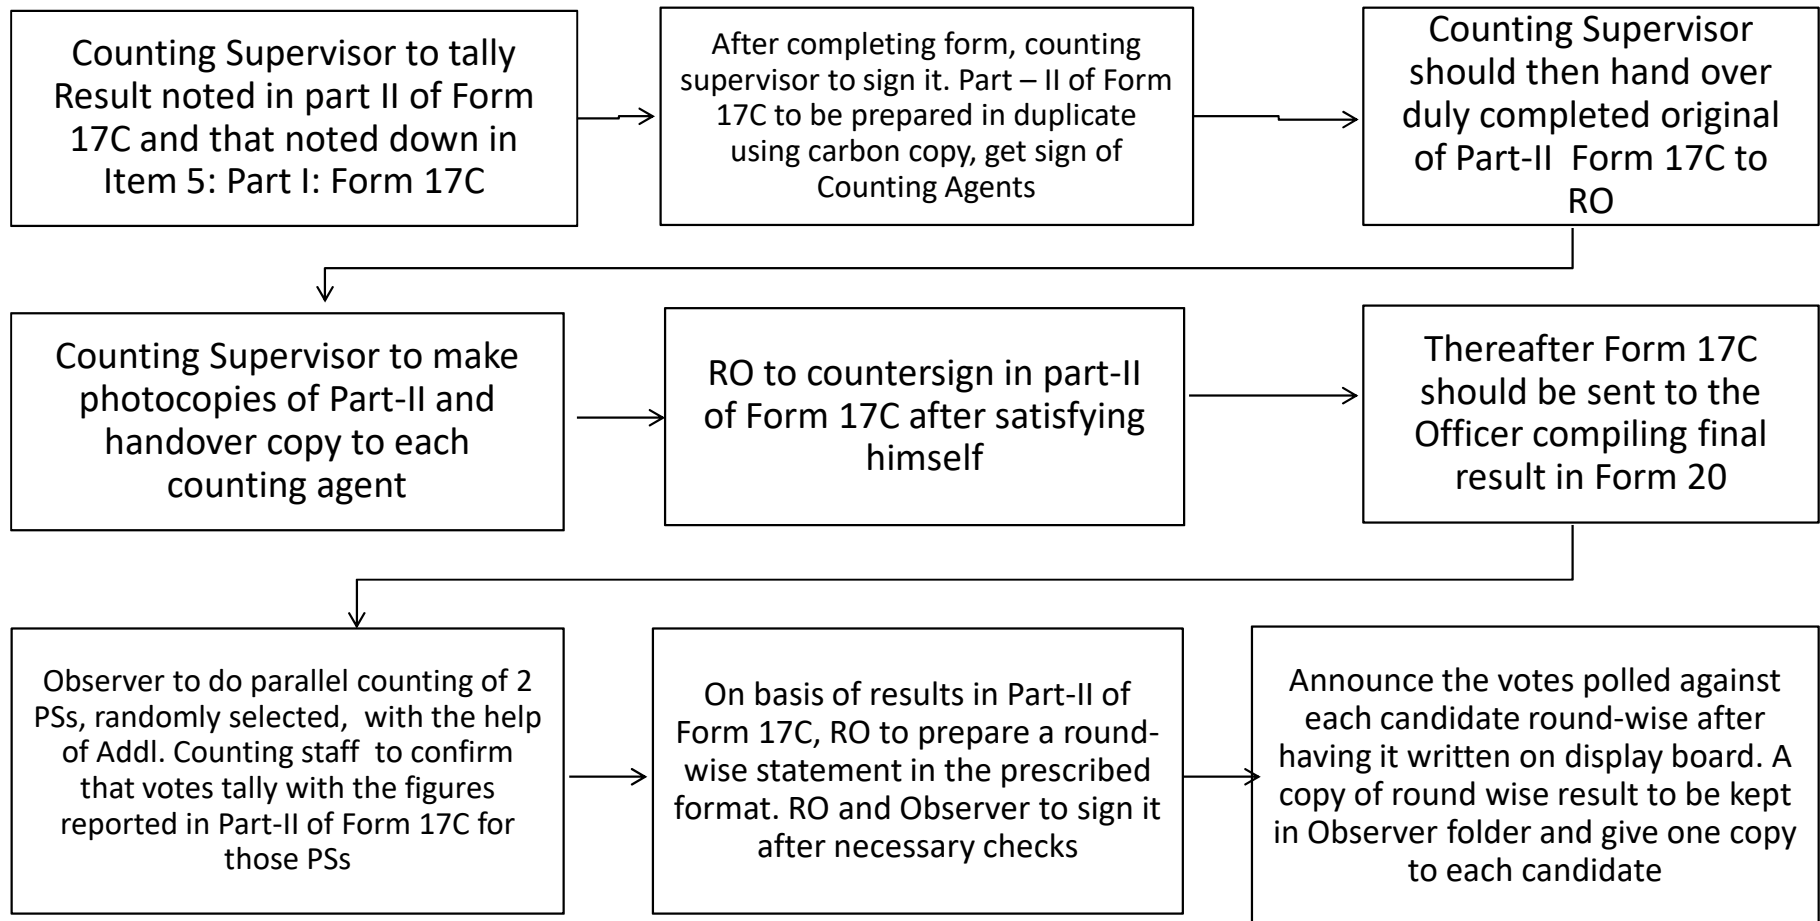 Counting Supervisor to tally
Result noted in part II of Form
17C and that noted down in
Item 5: Part I: Form 17C
After completing form, counting
supervisor to sign it. Part – II of Form
17C to be prepared in duplicate
using carbon copy, get sign of
Counting Agents
Counting Supervisor
should then hand over
duly completed original
of Part-II  Form 17C to
RO
Counting Supervisor to make
photocopies of Part-II and
handover copy to each
counting agent
RO to countersign in part-II
of Form 17C after satisfying
himself
Thereafter Form 17C
should be sent to the
Officer compiling final
result in Form 20
Observer to do parallel counting of 2
PSs, randomly selected,  with the help
of Addl. Counting staff  to confirm
that votes tally with the figures
reported in Part-II of Form 17C for
those PSs
On basis of results in Part-II of
Form 17C, RO to prepare a round-
wise statement in the prescribed
format. RO and Observer to sign it
after necessary checks
Announce the votes polled against
each candidate round-wise after
having it written on display board. A
copy of round wise result to be kept
in Observer folder and give one copy
to each candidate